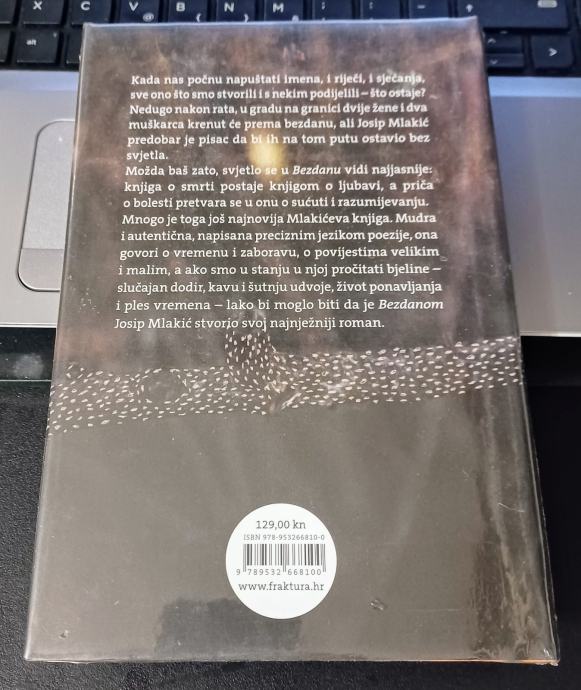 X C V B N M
alt
Kada nas počnu napuštati imena, i riječi, i sjećanja,
sve ono što smo stvorili i s nekim podijelili – što ostaje?
Nedugo nakon rata, u gradu na granici dvije žene i dva
muškarca krenut će prema bezdanu, ali Josip Mlakić
predobar je pisac da bi ih na tom putu ostavio bez
svjetla.
Možda baš zato, svjetlo se u Bezdanu vidi najjasnije:
knjiga o smrti postaje knjigom o ljubavi, a priča
o bolesti pretvara se u onu o sućuti i razumijevanju.
Mnogo je toga još najnovija Mlakićeva knjiga. Mudra
i autentična, napisana preciznim jezikom poezije, ona
govori o vremenu i zaboravu, o povijestima velikim
i malim, a ako smo u stanju u njoj pročitati bjeline –
slučajan dodir, kavu i šutnju udvoje, život ponavljanja
i ples vremena – lako bi moglo biti da je Bezdanom
Josip Mlakić stvorio svoj najnježniji roman.
129,00 kn
ISBN 978-953266810-0
9 789532 668100
www.fraktura.hr